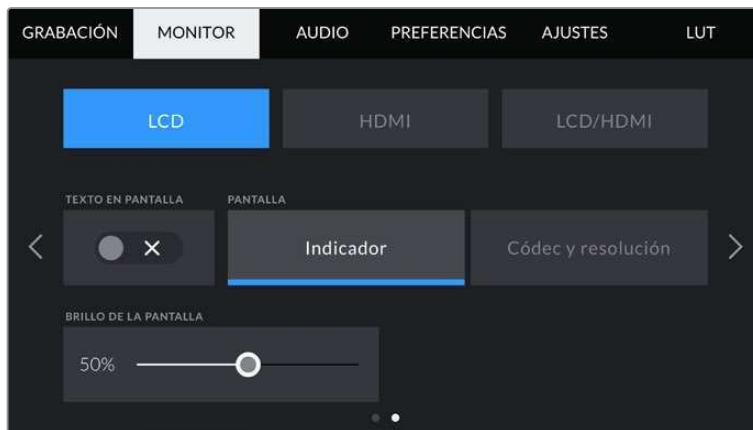 GRABACIÓN MONITOR AUDIO PREFERENCIAS AJUSTES LUT
LCD HDMI LCD/HDMI
TEXTO EN PANTALLA PANTALLA
Indicador Códec y resolución
BRILLO DE LA PANTALLA
50%